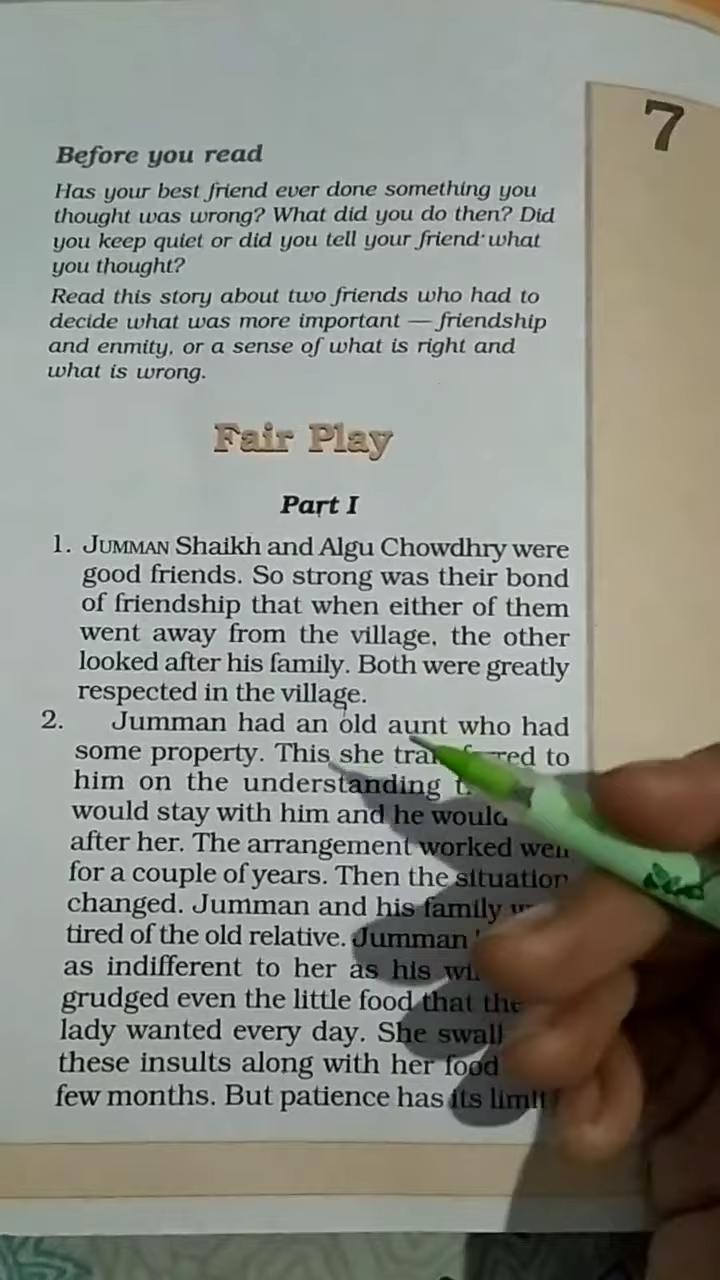 7
Before you read
Has your best friend ever done something you
thought was wrong? What did you do then? Did
you keep quiet or did you tell your friend what
you thought?
Read this story about two friends who had to
decide what was more important — friendship
and enmity, or a sense of what is right and
what is wrong.
Fair Play
Part I
1. JUMMAN Shaikh and Algu Chowdhry were
good friends. So strong was their bond
of friendship that when either of them
went away from the village, the other
looked after his family. Both were greatly
respected in the village.
2. Jumman had an old aunt who had
some property. This she transferred to
him on the understanding
would stay with him and he would
after her. The arrangement worked well
for a couple of years. Then the situation
changed. Jumman and his family
tired of the old relative. Jumman
as indifferent to her as his
grudged even the little food that the
lady wanted every day. She
these insults along with her food
few months. But patience has its